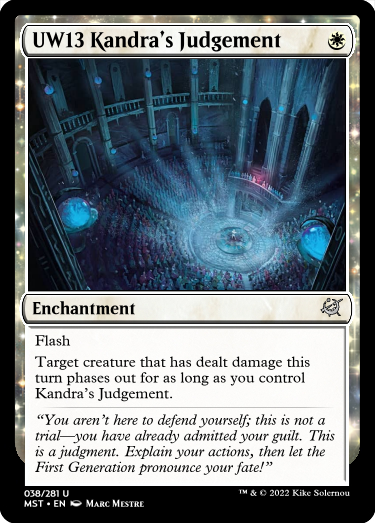 UW13 Kandra's Judgement
Enchantment
Flash
Target creature that has dealt damage this
turn phases out for as long as you control
Kandra's Judgement.
"You aren't here to defend yourself; this is not a
trial—you have already admitted your guilt. This
is a judgment. Explain your actions, then let the
First Generation pronounce your fate!"
038/281 U
MST • EN Marc Mestre
™ & © 2022 Kike Solernou